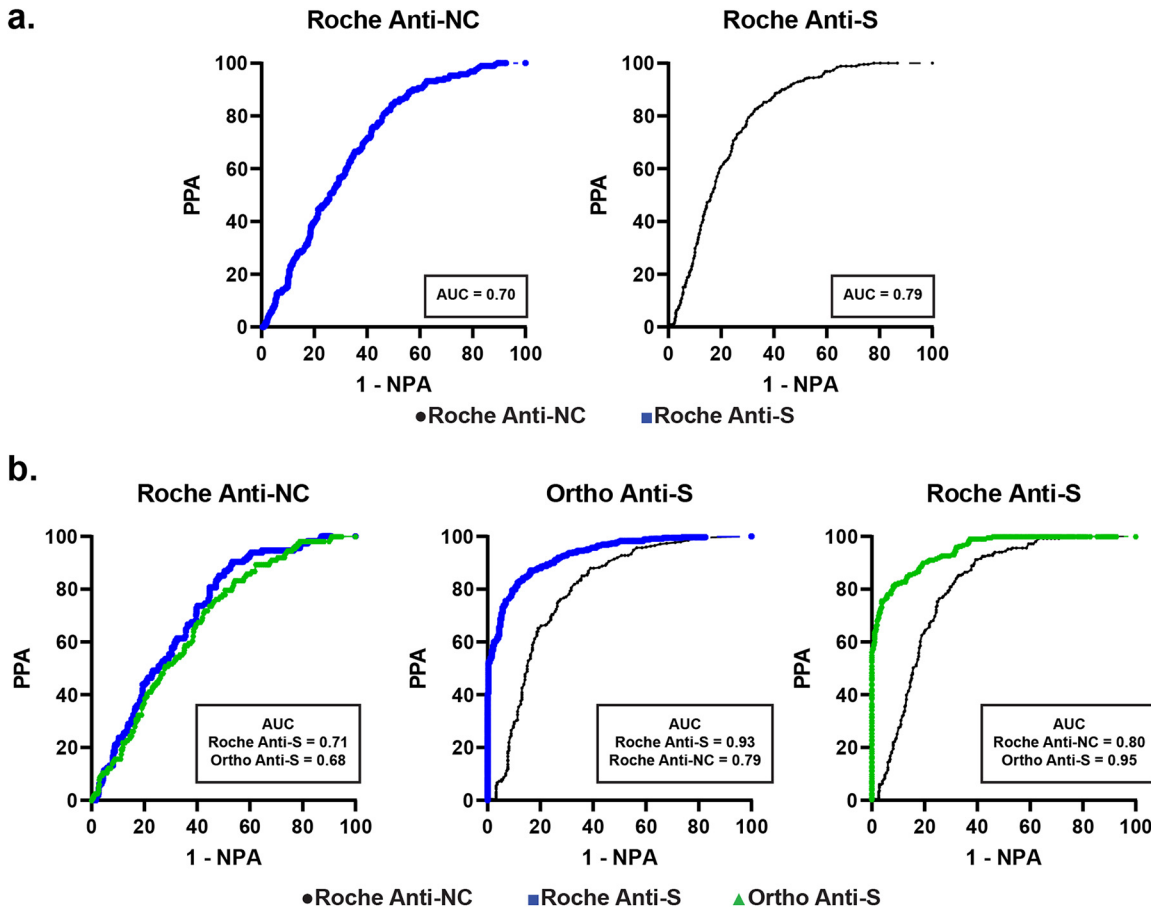 a.
Roche Anti-NC
Roche Anti-S
100
80
60
40
20
0
PPA
0 20 40 60 80 100
1 - NPA
AUC = 0.70
100
80
60
40
20
0
PPA
0 20 40 60 80 100
1 - NPA
AUC = 0.79
Roche Anti-NC
Roche Anti-S
b.
Roche Anti-NC
Ortho Anti-S
Roche Anti-S
100
80
60
40
20
0
PPA
0 20 40 60 80 100
1 - NPA
AUC
Roche Anti-S = 0.71
Ortho Anti-S = 0.68
100
80
60
40
20
0
PPA
0 20 40 60 80 100
1 - NPA
AUC
Roche Anti-S = 0.93
Roche Anti-NC = 0.79
100
80
60
40
20
0
PPA
0 20 40 60 80 100
1 - NPA
AUC
Roche Anti-NC = 0.80
Ortho Anti-S = 0.95
Roche Anti-NC
Roche Anti-S
Ortho Anti-S